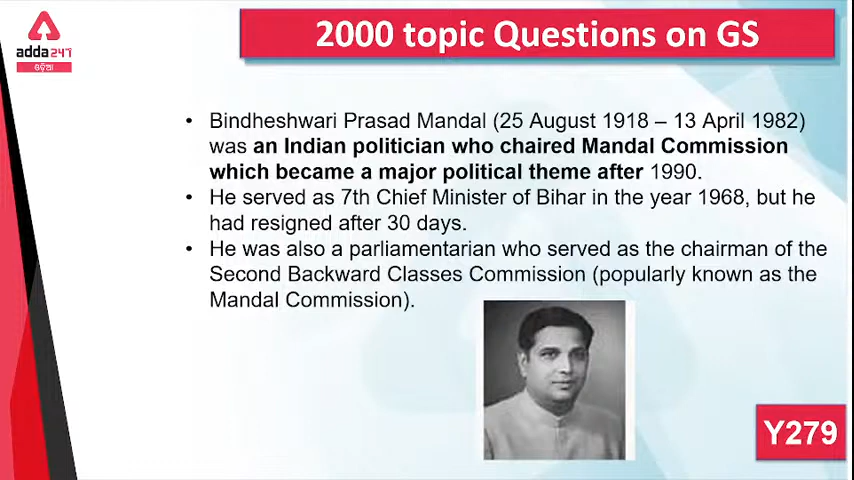 adda247
ଓଡ଼ିଆ
2000 topic Questions on GS
• Bindheshwari Prasad Mandal (25 August 1918 – 13 April 1982)
was an Indian politician who chaired Mandal Commission
which became a major political theme after 1990.
• He served as 7th Chief Minister of Bihar in the year 1968, but he
had resigned after 30 days.
• He was also a parliamentarian who served as the chairman of the
Second Backward Classes Commission (popularly known as the
Mandal Commission).
Y279